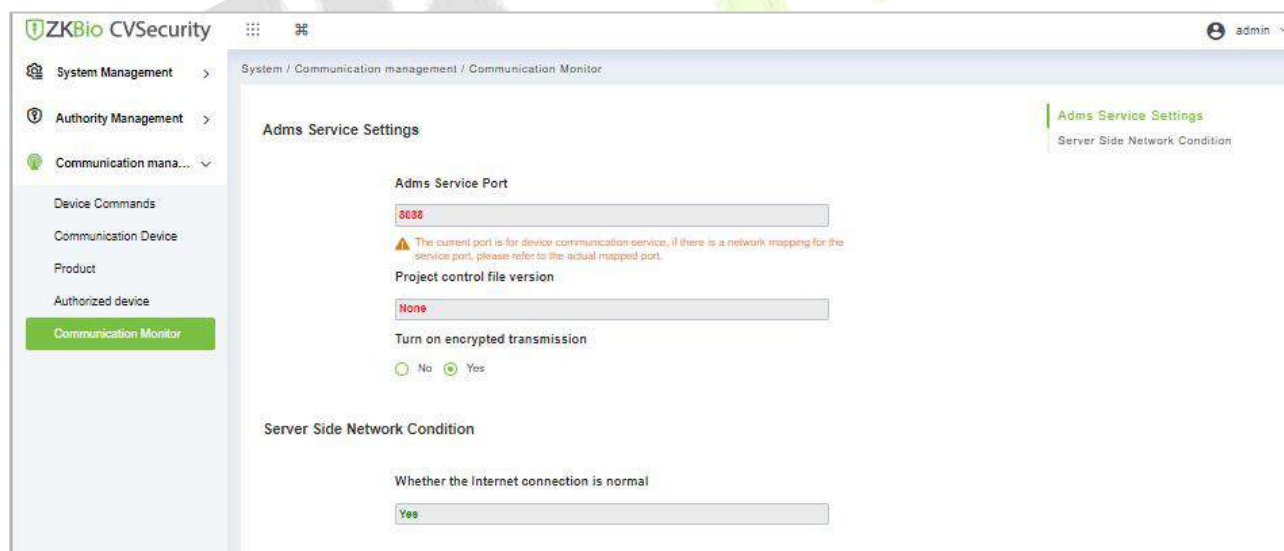 ZKBio CVSecurity
admin
System Management
Authority Management
Communication mana...
Device Commands
Communication Device
Product
Authorized device
Communication Monitor
System / Communication management / Communication Monitor
Adms Service Settings
Adms Service Port
8088
The current port is for device communication service, if there is a network mapping for the
service port, please refer to the actual mapped port.
Project control file version
None
Turn on encrypted transmission
No Yes
Server Side Network Condition
Whether the Internet connection is normal
Yes
Adms Service Settings
Server Side Network Condition